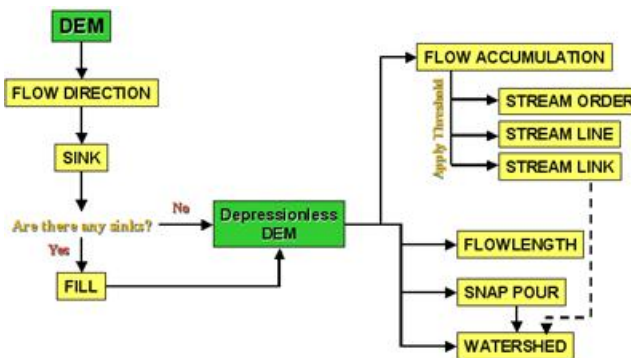 DEM
FLOW DIRECTION
SINK
Are there any sinks?
No
Yes
FILL
Depressionless
DEM
FLOW ACCUMULATION
Apply Threshold
STREAM ORDER
STREAM LINE
STREAM LINK
FLOWLENGTH
SNAP POUR
WATERSHED